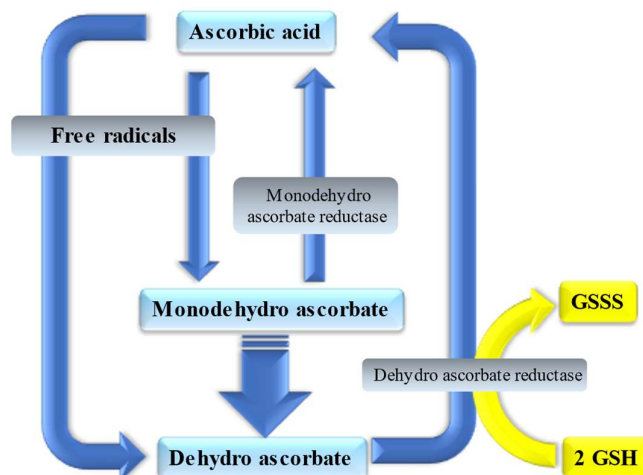 Ascorbic acid
Free radicals
Monodehydro
ascorbate reductase
Monodehydro ascorbate
GSSS
Dehydro ascorbate reductase
Dehydro ascorbate
2 GSH